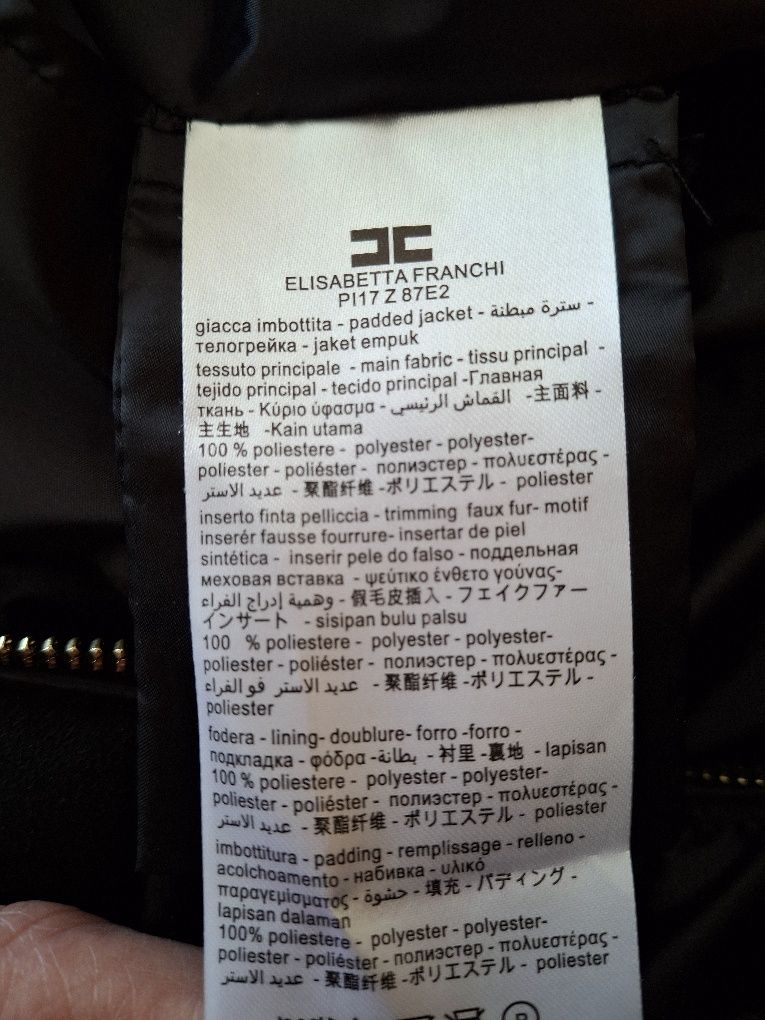 ELISABETTA FRANCHI
PI17 Z 87E2
giacca imbottita - padded jacket - سترة مبطنة -
телогрейка - jaket empuk
tessuto principale - main fabric - tissu principal -
tejido principal - tecido principal -Главная
ткань - Κύριο ύφασμα - القماش الرئيسي -主面料 -
主生地 -Kain utama
100 % poliestere - polyester - polyester-
poliester - poliéster - полиэстер - πολυεστέρας -
عديد الاستر - 聚酯纤维 -ポリエステル - poliester
inserto finta pelliccia - trimming faux fur- motif
inserér fausse fourrure- insertar de piel
sintética - inserir pele do falso - поддельная
меховая вставка - ψεύτικο ένθετο γούνας-
وهمية إدراج الفراء - 假毛皮插入 - フェイクファー
インサート - sisipan bulu palsu
100 % poliestere - polyester - polyester-
poliester - poliéster - полиэстер - πολυεστέρας -
عديد الاستر فو الفراء - 聚酯纤维 -ポリエステル -
poliester
fodera - lining- doublure- forro -forro -
подкладка - φόδρα -بطانة - 衬里 -裏地 - lapisan
100 % poliestere - polyester - polyester-
poliester - poliéster - полиэстер - πολυεστέρας -
عديد الاستر - 聚酯纤维 - ポリエステル - poliester
imbottitura - padding - remplissage - relleno -
acolchoamento - набивка - υλικό
παραγεμίσματος - حشوة - 填充 - パディング -
lapisan dalaman
100% poliestere - polyester - polyester-
poliester - poliéster - полиэстер - πολυεστέρας -
عديد الاستر - 聚酯纤维 -ポリエステル - poliester
P